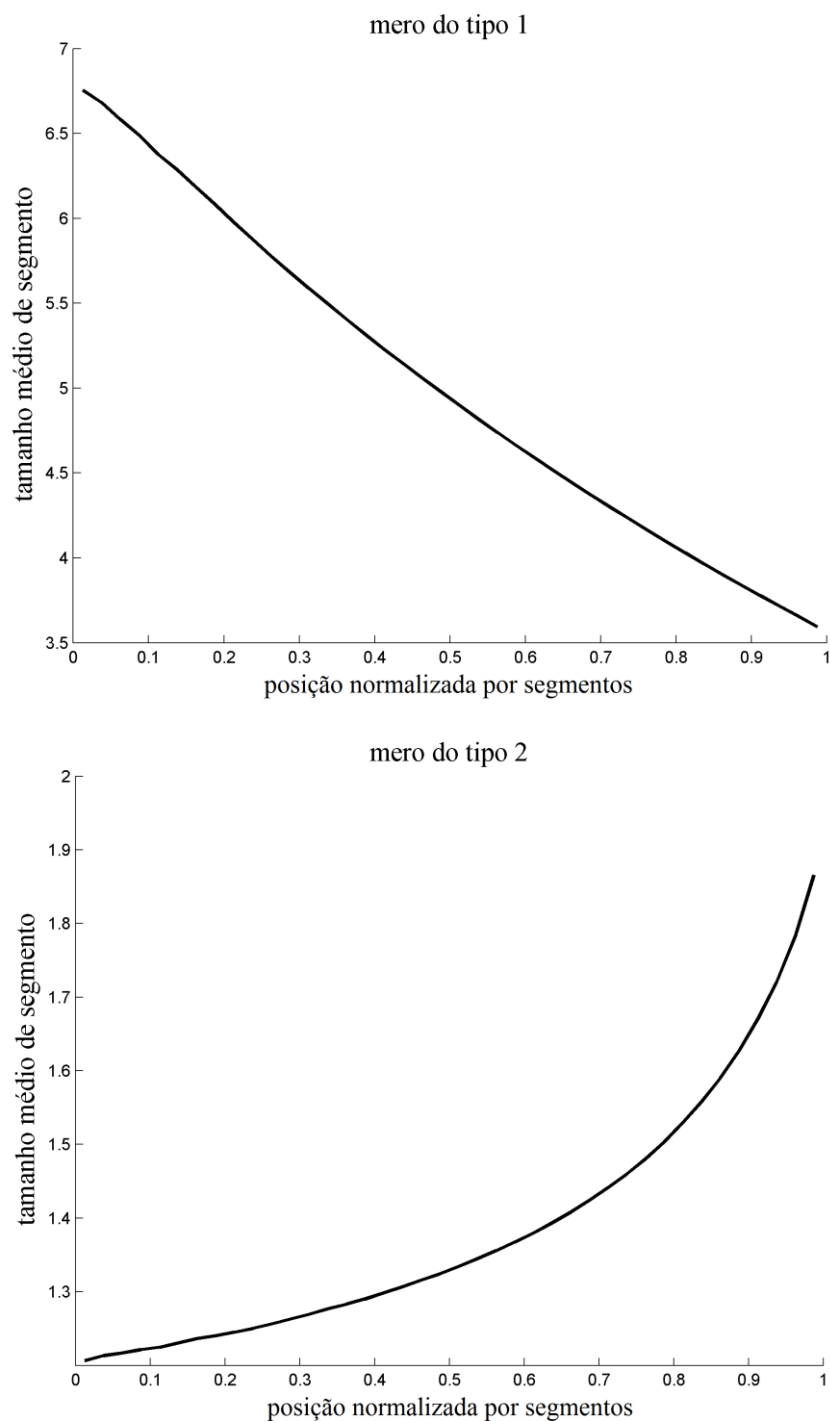 mero do tipo 1
7
6.5
6
5.5
5
4.5
4
3.5
tamanho médio de segmento
0 0.1 0.2 0.3 0.4 0.5 0.6 0.7 0.8 0.9 1
posição normalizada por segmentos
mero do tipo 2
2
1.9
1.8
1.7
1.6
1.5
1.4
1.3
tamanho médio de segmento
0 0.1 0.2 0.3 0.4 0.5 0.6 0.7 0.8 0.9 1
posição normalizada por segmentos